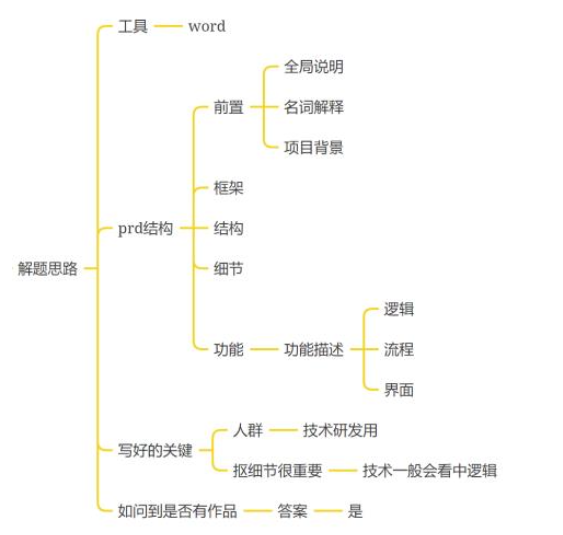 工具
word
全局说明
前置
名词解释
项目背景
框架
prd结构
结构
解题思路
细节
逻辑
功能
功能描述
流程
界面
人群
技术研发用
写好的关键
抠细节很重要
技术一般会看中逻辑
如问到是否有作品
答案
是